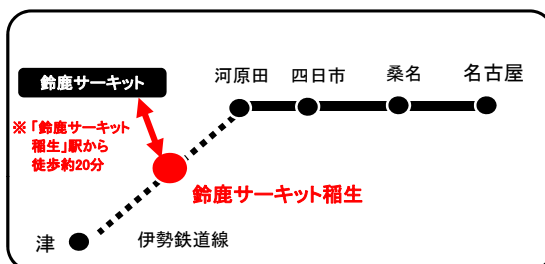 鈴鹿サーキット
河原田
四日市
桑名
名古屋
※「鈴鹿サーキット
稲生」駅から
徒歩約20分
鈴鹿サーキット稲生
津
伊勢鉄道線